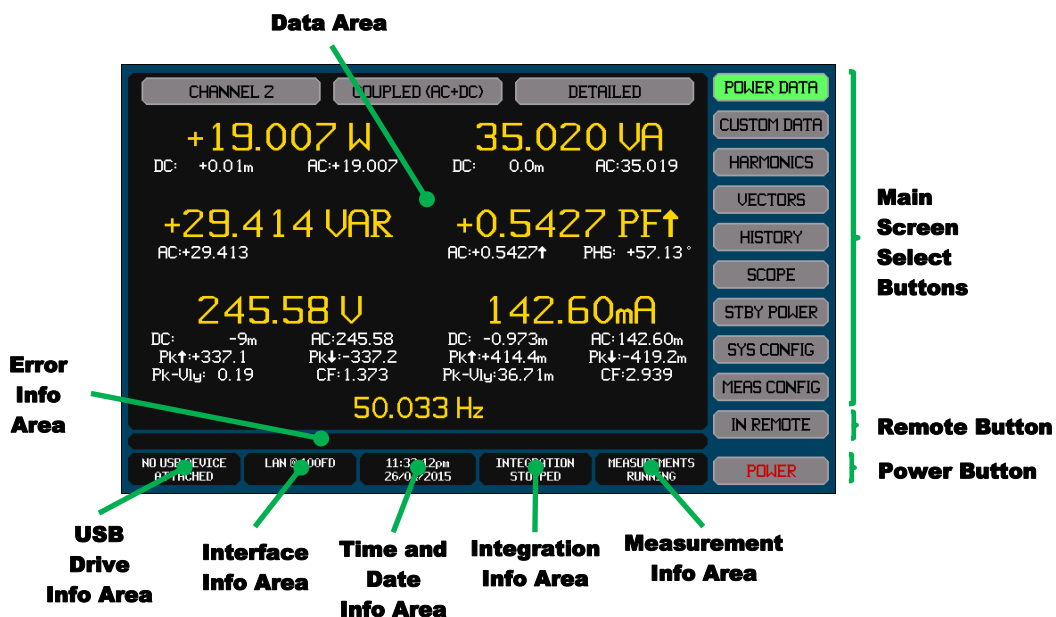 Data Area
CHANNEL 2
COUPLED (AC+DC)
DETAILED
+19.007 W
DC: +0.01m AC:+19.007
35.020 VA
DC: 0.0m AC:35.019
+29.414 VAR
AC:+29.413
+0.5427 PF↑
AC:+0.5427↑ PHS: +57.13°
245.58 V
DC: -9m AC:245.58
Pk↑:+337.1 Pk↓:-337.2
Pk-Vly: 0.19 CF:1.373
142.60mA
DC: -0.973m AC:142.60m
Pk↑:+414.4m Pk↓:-419.2m
Pk-Vly:36.71m CF:2.939
50.033 Hz
NO USB DEVICE
ATTACHED
LAN @ 100FD
11:33:12pm
2015
INTEGRATION
STOPPED
MEASUREMENTS
RUNNING
POWER DATA
CUSTOM DATA
HARMONICS
VECTORS
HISTORY
SCOPE
STBY POWER
SYS CONFIG
MEAS CONFIG
IN REMOTE
POWER
Main
Screen
Select
Buttons
Remote Button
Power Button
Error
Info
Area
USB
Drive
Info Area
Interface
Info Area
Time and
Date
Info Area
Integration
Info Area
Measurement
Info Area